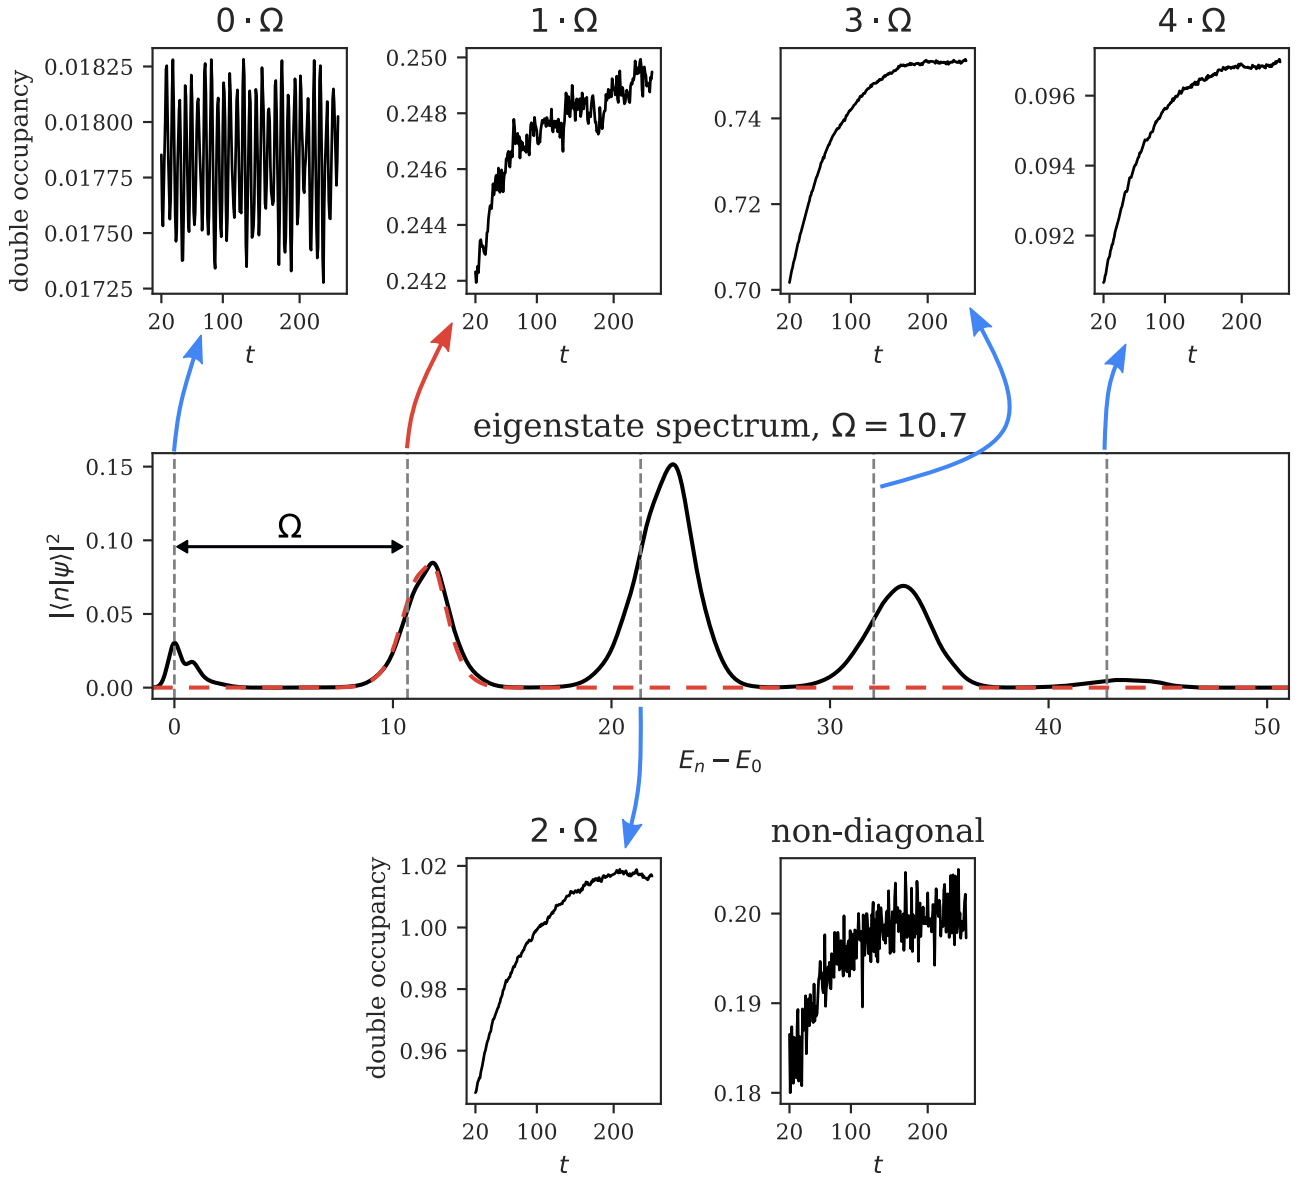 0 · Ω
1 · Ω
3 · Ω
4 · Ω
double occupancy
0.01825
0.01800
0.01775
0.01750
0.01725
20 100 200
t
0.250
0.248
0.246
0.244
0.242
20 100 200
t
0.74
0.72
0.70
20 100 200
t
0.096
0.094
0.092
20 100 200
t
eigenstate spectrum, Ω = 10.7
|⟨n|ψ⟩|²
0.15
0.10
0.05
0.00
Ω
0 10 20 30 40 50
Eₙ − E₀
2 · Ω
non-diagonal
double occupancy
1.02
1.00
0.98
0.96
20 100 200
t
0.20
0.19
0.18
20 100 200
t